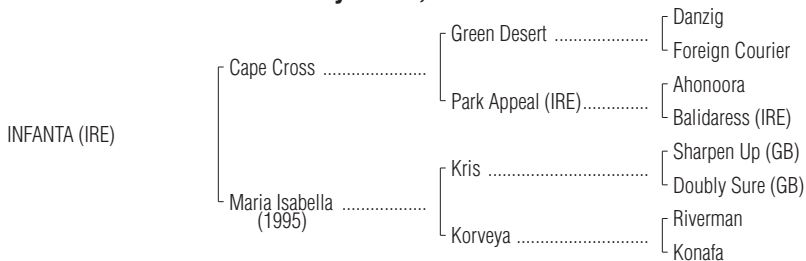 Danzig
Green Desert ......................
Foreign Courier
Cape Cross ......................
Ahonoora
Park Appeal (IRE)...............
Balidaress (IRE)
INFANTA (IRE)
Sharpen Up (GB)
Kris .....................................
Doubly Sure (GB)
Maria Isabella ..................
(1995)
Riverman
Korveya ..............................
Konafa